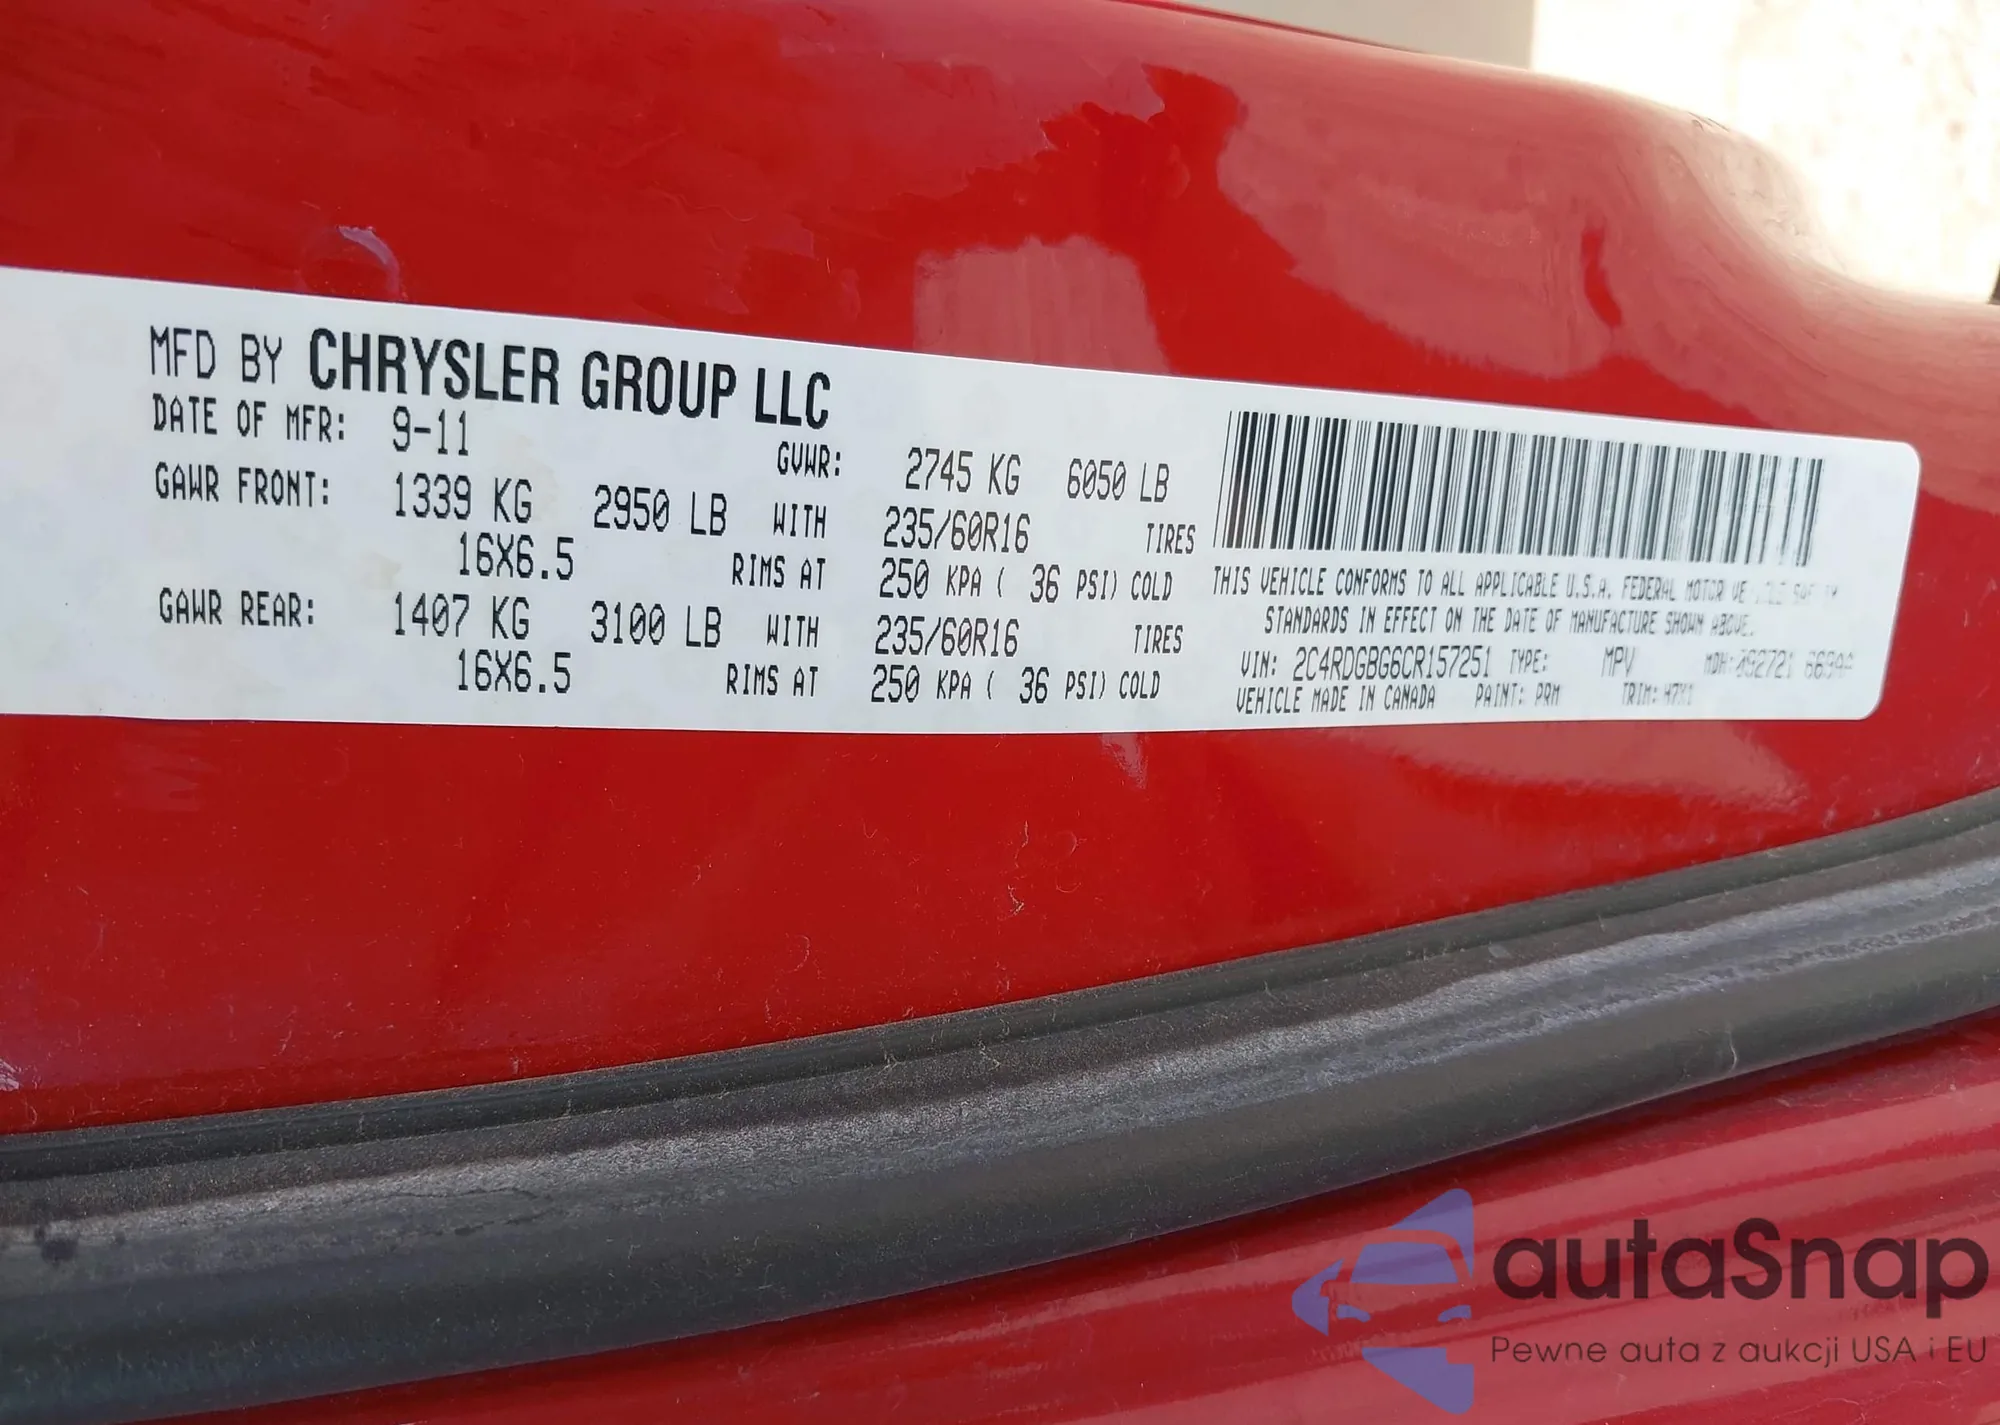 MFD BY CHRYSLER GROUP LLC
DATE OF MFR: 9-11 GVWR: 2745 KG 6050 LB
GAWR FRONT: 1339 KG 2950 LB WITH 235/60R16 TIRES
16X6.5 RIMS AT 250 KPA ( 36 PSI) COLD
GAWR REAR: 1407 KG 3100 LB WITH 235/60R16 TIRES
16X6.5 RIMS AT 250 KPA ( 36 PSI) COLD
THIS VEHICLE CONFORMS TO ALL APPLICABLE U.S.A. FEDERAL MOTOR
STANDARDS IN EFFECT ON THE DATE OF MANUFACTURE SHOWN ABOVE.
VIN: 2C4RDGBG6CR157251 TYPE: MPV MDH:
VEHICLE MADE IN CANADA PAINT: PRM TRIM:
autaSnap
Pewne auta z aukcji USA i EU